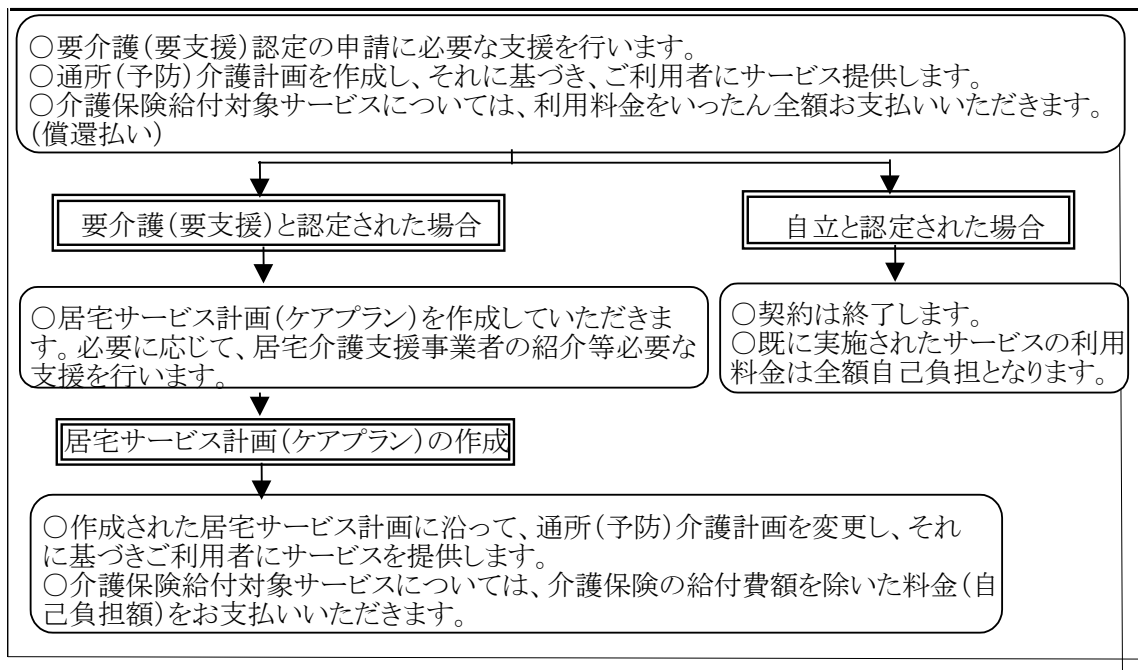 ○要介護(要支援)認定の申請に必要な支援を行います。
○通所(予防)介護計画を作成し、それに基づき、ご利用者にサービス提供します。
○介護保険給付対象サービスについては、利用料金をいったん全額お支払いいただきます。
(償還払い)
要介護(要支援)と認定された場合
自立と認定された場合
○居宅サービス計画(ケアプラン)を作成していただきま
す。必要に応じて、居宅介護支援事業者の紹介等必要な
支援を行います。
○契約は終了します。
○既に実施されたサービスの利用
料金は全額自己負担となります。
居宅サービス計画(ケアプラン)の作成
○作成された居宅サービス計画に沿って、通所(予防)介護計画を変更し、それ
に基づきご利用者にサービスを提供します。
○介護保険給付対象サービスについては、介護保険の給付費額を除いた料金(自
己負担額)をお支払いいただきます。